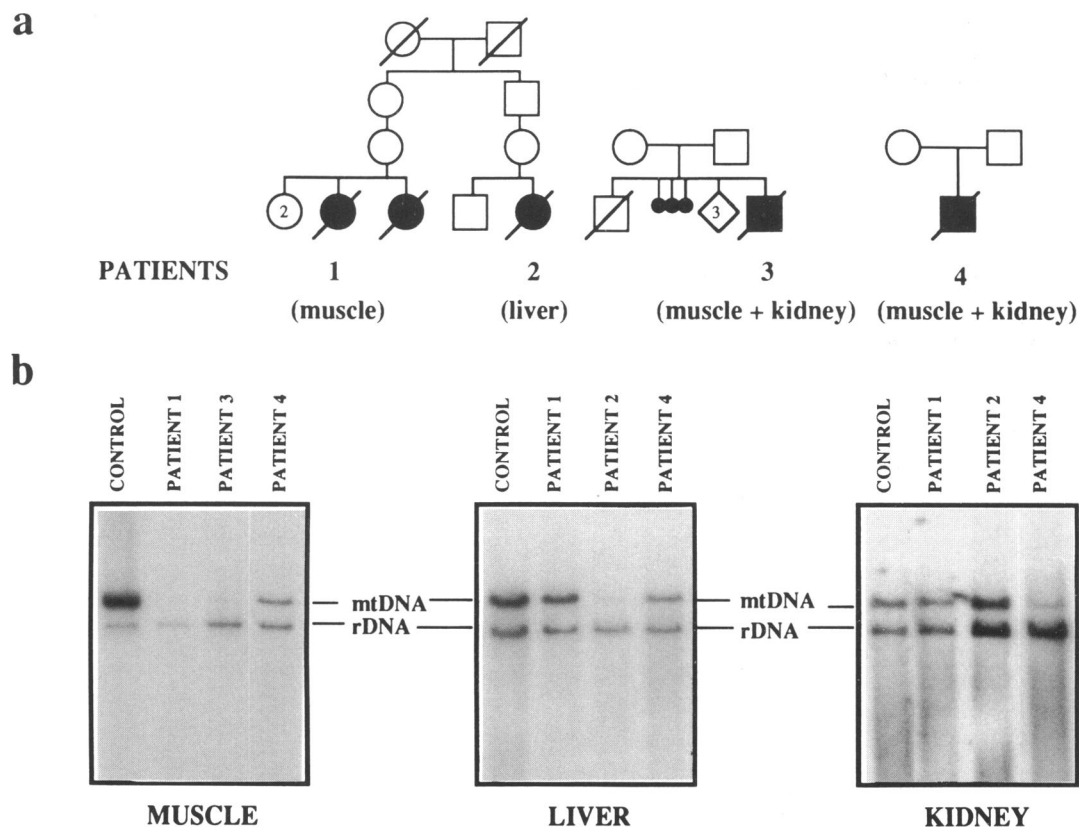 a
2
3
PATIENTS 1 2 3 4
(muscle) (liver) (muscle + kidney) (muscle + kidney)
b
CONTROL PATIENT 1 PATIENT 3 PATIENT 4
CONTROL PATIENT 1 PATIENT 2 PATIENT 4
CONTROL PATIENT 1 PATIENT 2 PATIENT 4
mtDNA mtDNA
rDNA rDNA
MUSCLE LIVER KIDNEY